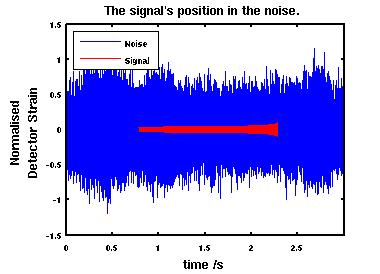 The signal's position in the noise.
Noise
Signal
Normalised
Detector Strain
1.5
1
0.5
0
-0.5
-1
-1.5
0
0.5
1
1.5
2
2.5
time /s